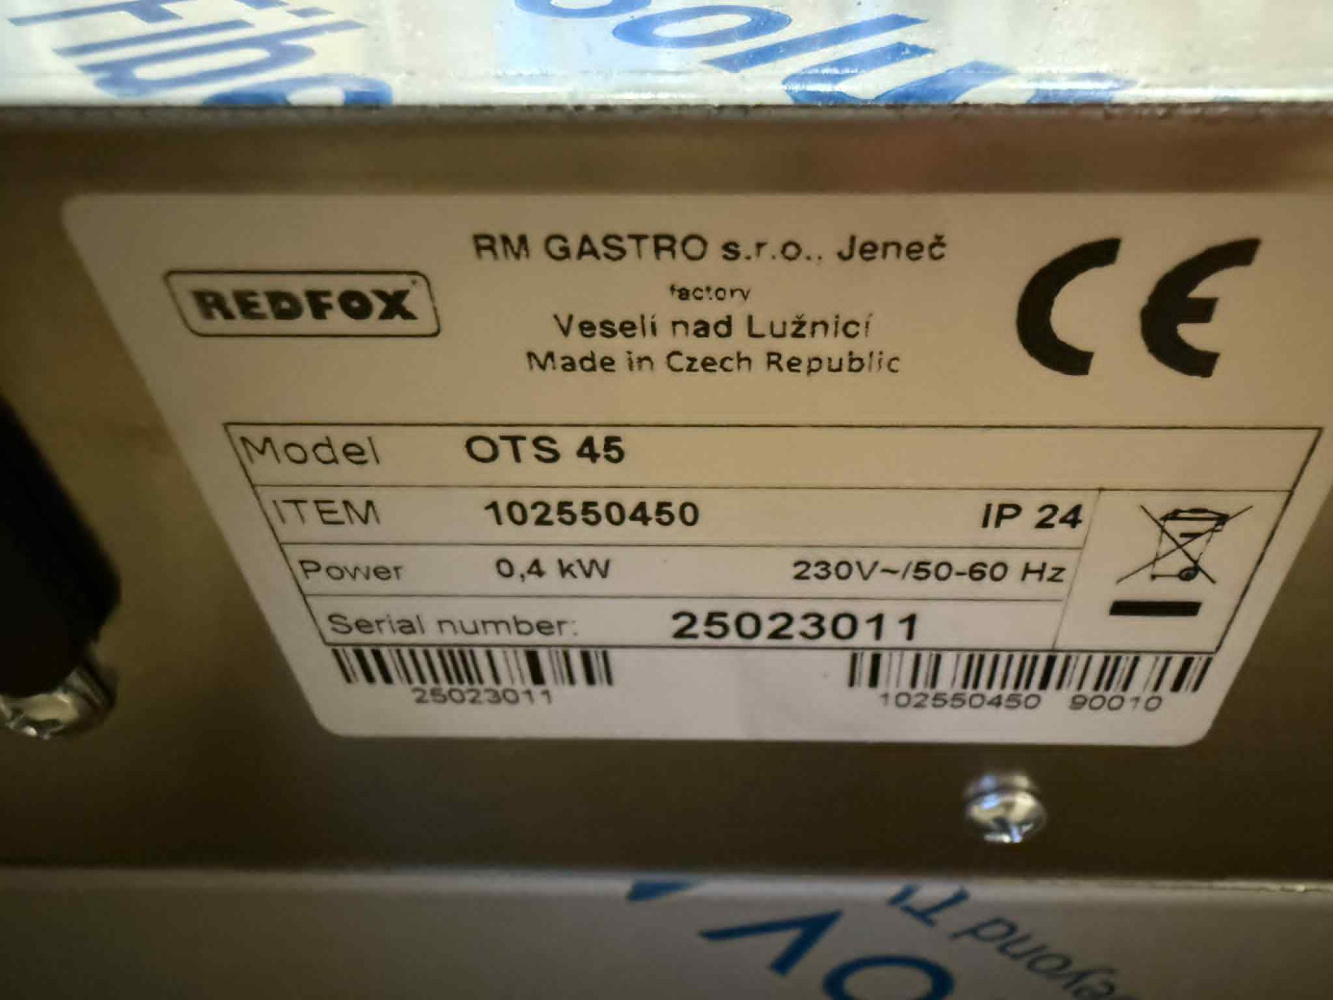 REDFOX
RM GASTRO s.r.o., Jeneč
factory
Veselí nad Lužnicí
Made in Czech Republic
CE
Model OTS 45
ITEM 102550450 IP 24
Power 0,4 kW 230V~/50-60 Hz
Serial number: 25023011
25023011
102550450 90010